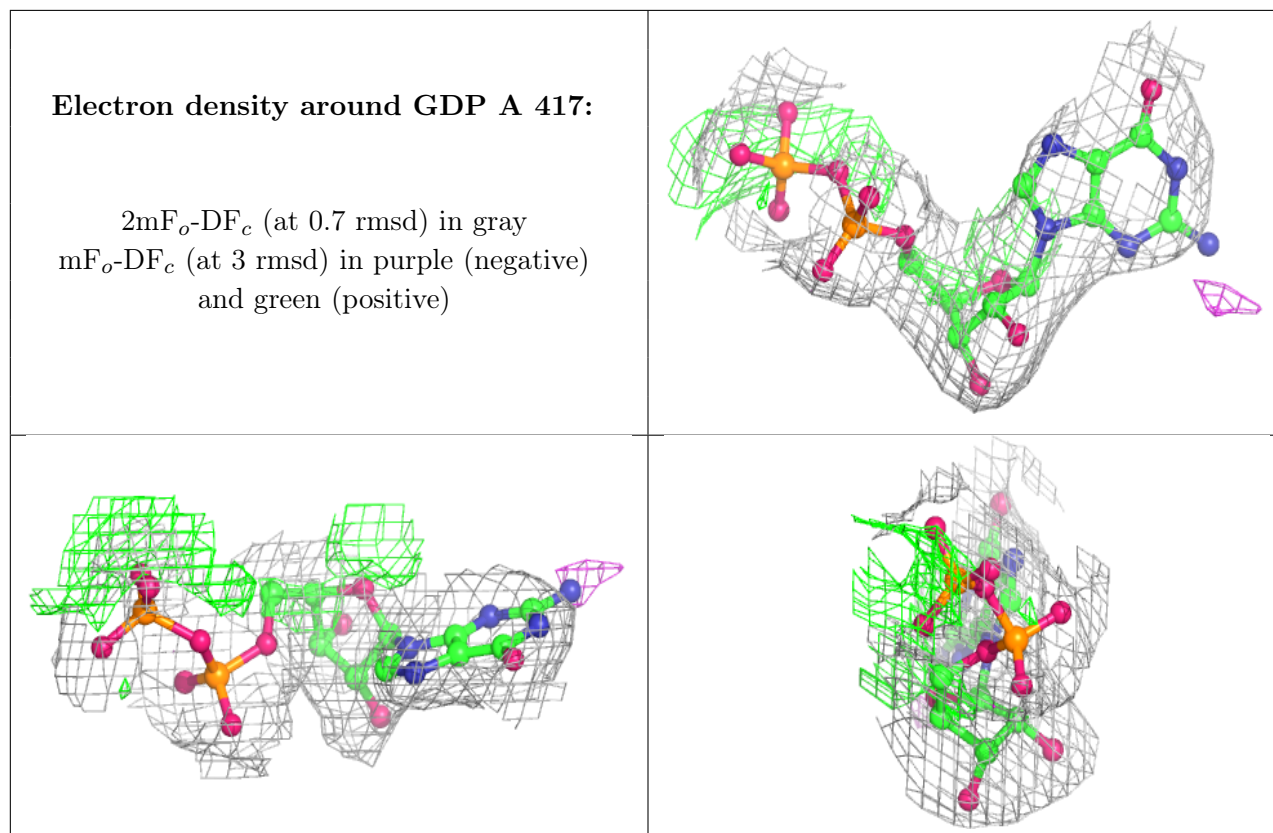 Electron density around GDP A 417:
2mFo-DFc (at 0.7 rmsd) in gray
mFo-DFc (at 3 rmsd) in purple (negative)
and green (positive)